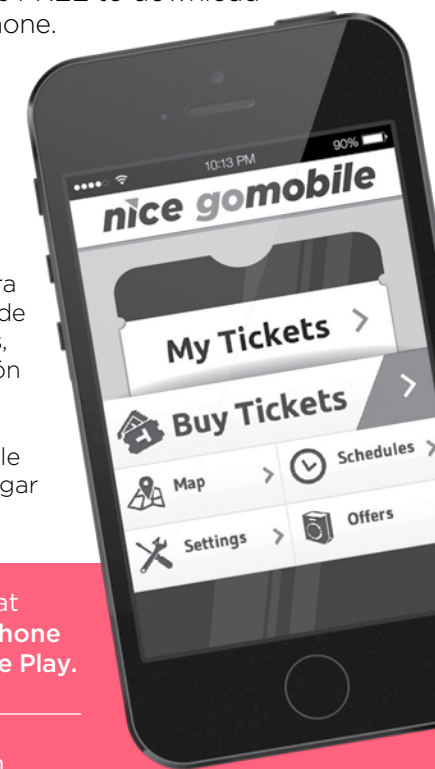 FREE to download
hone.
10:13 PM
90%
nice gomobile
My Tickets
Buy Tickets
Map
Schedules
Settings
Offers
ra
de
s,
ón
le
gar
at
hone
e Play.